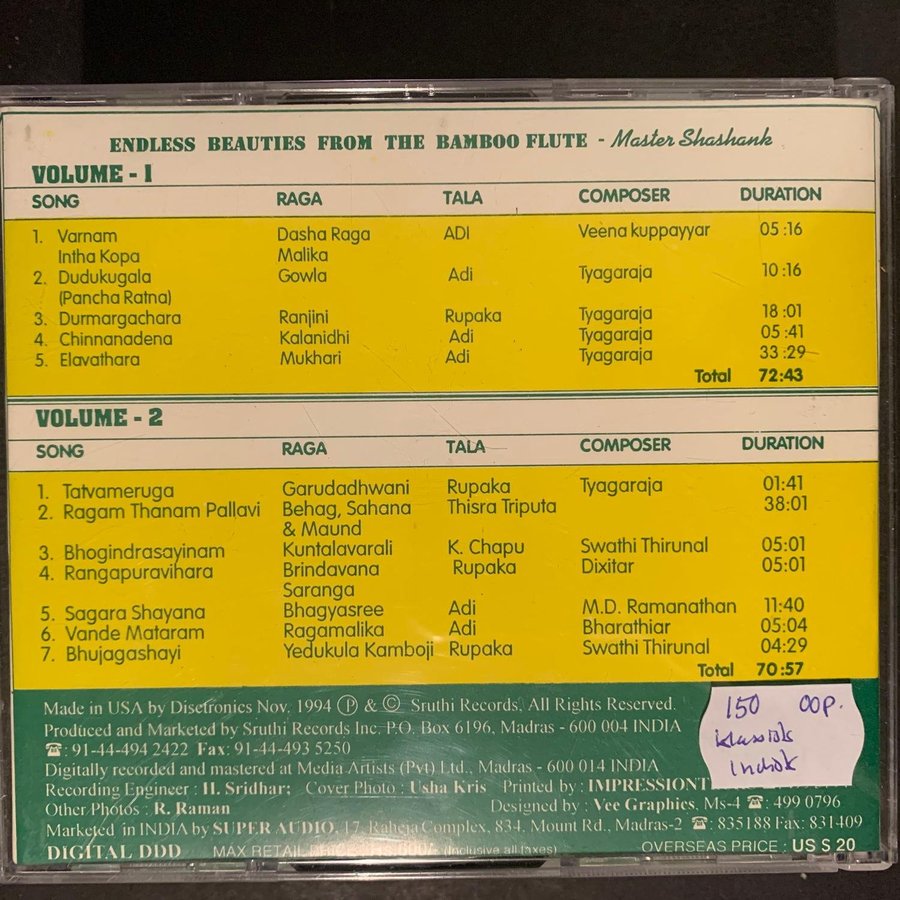 ENDLESS BEAUTIES FROM THE BAMBOO FLUTE - Master Shashank
VOLUME - 1
SONG RAGA TALA COMPOSER DURATION
1. Varnam Dasha Raga ADI Veena kuppayyar 05:16
Intha Kopa Malika
2. Dudukugala Gowla Adi Tyagaraja 10:16
(Pancha Ratna)
3. Durmargachara Ranjini Rupaka Tyagaraja 18:01
4. Chinnanadena Kalanidhi Adi Tyagaraja 05:41
5. Elavathara Mukhari Adi Tyagaraja 33:29
Total 72:43
VOLUME - 2
SONG RAGA TALA COMPOSER DURATION
1. Tatvameruga Garudadhwani Rupaka Tyagaraja 01:41
2. Ragam Thanam Pallavi Behag, Sahana Thisra Triputa 38:01
& Maund
3. Bhogindrasayinam Kuntalavarali K. Chapu Swathi Thirunal 05:01
4. Rangapuravihara Brindavana Rupaka Dixitar 05:01
Saranga
5. Sagara Shayana Bhagyasree Adi M.D. Ramanathan 11:40
6. Vande Mataram Ragamalika Adi Bharathiar 05:04
7. Bhujagashayi Yedukula Kamboji Rupaka Swathi Thirunal 04:29
Total 70:57
Made in USA by Disctronics Nov. 1994 Ⓟ & © Sruthi Records, All Rights Reserved.
Produced and Marketed by Sruthi Records Inc. P.O. Box 6196, Madras - 600 004 INDIA
☎: 91-44-494 2422 Fax: 91-44-493 5250
Digitally recorded and mastered at Media Artists (Pvt) Ltd., Madras - 600 014 INDIA
Recording Engineer : H. Sridhar; Cover Photo : Usha Kris Printed by : IMPRESSIONT
Other Photos : R. Raman Designed by : Vee Graphics, Ms-4 ☎: 499 0796
Marketed in INDIA by SUPER AUDIO, 17, Raheja Complex, 834, Mount Rd., Madras-2 ☎: 835188 Fax: 831409
DIGITAL DDD MAX RETAIL (Inclusive all taxes) OVERSEAS PRICE : US $ 20
150 OOP.
klassisk
Indisk